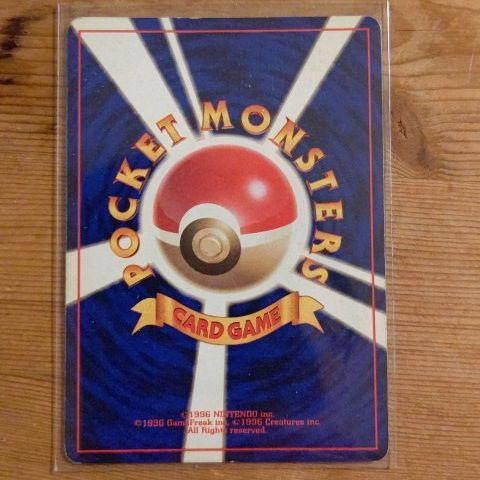 POCKET MONSTERS
CARD GAME
©1996 NINTENDO inc.
©1996 GameFreak inc. ©1996 Creatures inc.
All Rights reserved.